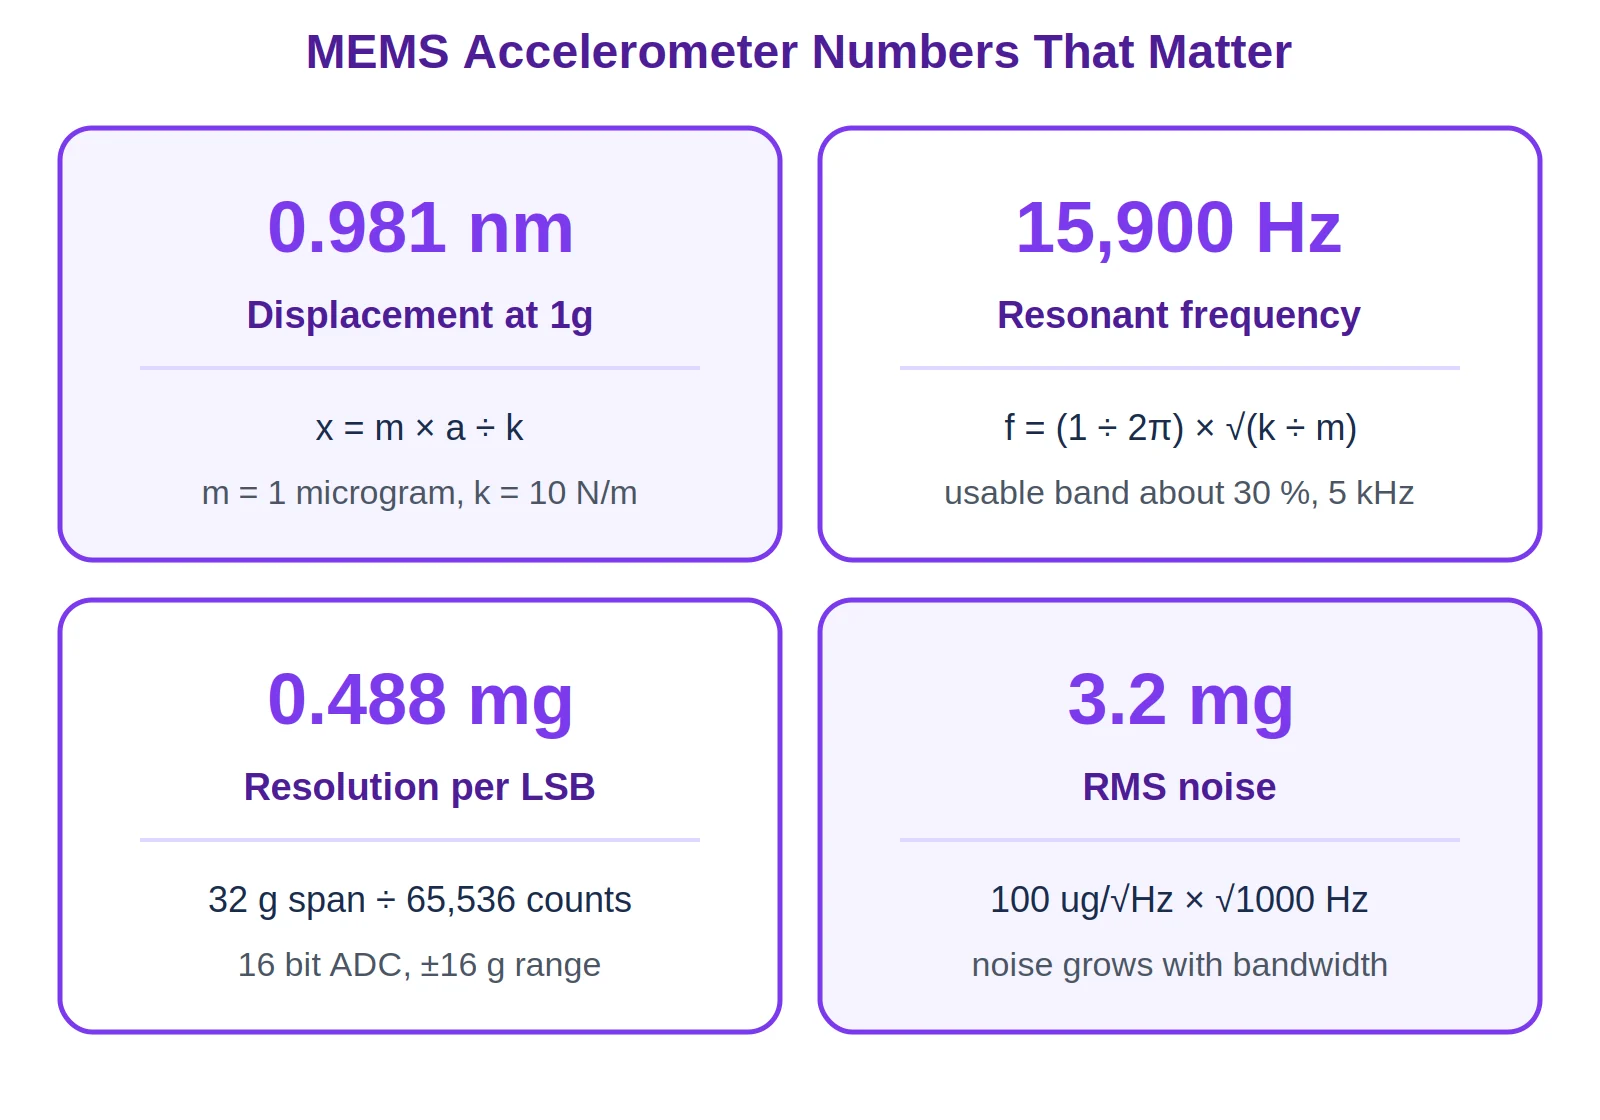 MEMS Accelerometer Numbers That Matter
0.981 nm
Displacement at 1g
x = m × a ÷ k
m = 1 microgram, k = 10 N/m
15,900 Hz
Resonant frequency
f = (1 ÷ 2π) × √(k ÷ m)
usable band about 30 %, 5 kHz
0.488 mg
Resolution per LSB
32 g span ÷ 65,536 counts
16 bit ADC, ±16 g range
3.2 mg
RMS noise
100 ug/√Hz × √1000 Hz
noise grows with bandwidth